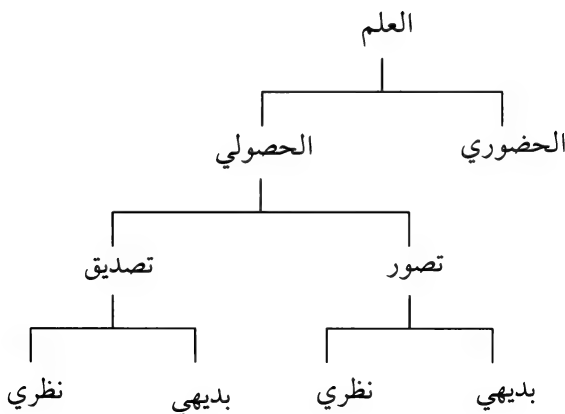 العلم
الحضوري الحصولي
تصور تصديق
بديهي نظري بديهي نظري